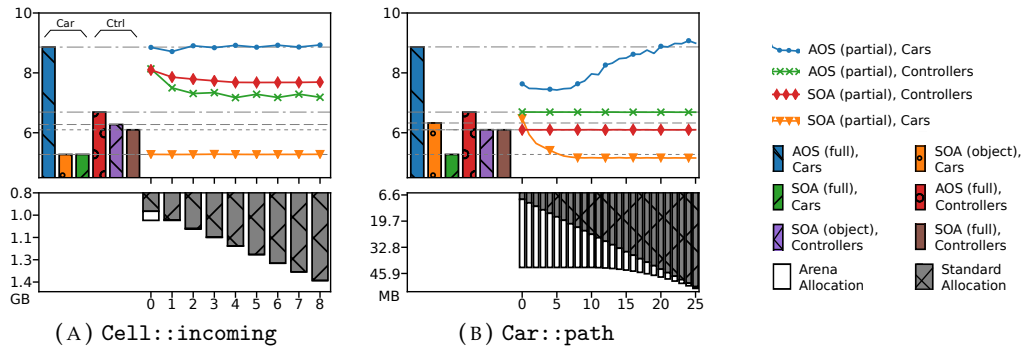 10
8
6
Car
Ctrl
0.8
1.0
1.1
1.3
1.4
GB
0 1 2 3 4 5 6 7 8
(A) Cell::incoming
10
8
6
6.6
19.7
32.8
45.9
MB
0 5 10 15 20 25
(B) Car::path
AOS (partial), Cars
AOS (partial), Controllers
SOA (partial), Controllers
SOA (partial), Cars
AOS (full),
Cars
SOA (object),
Cars
SOA (full),
Cars
AOS (full),
Controllers
SOA (object),
Controllers
SOA (full),
Controllers
Arena
Allocation
Standard
Allocation